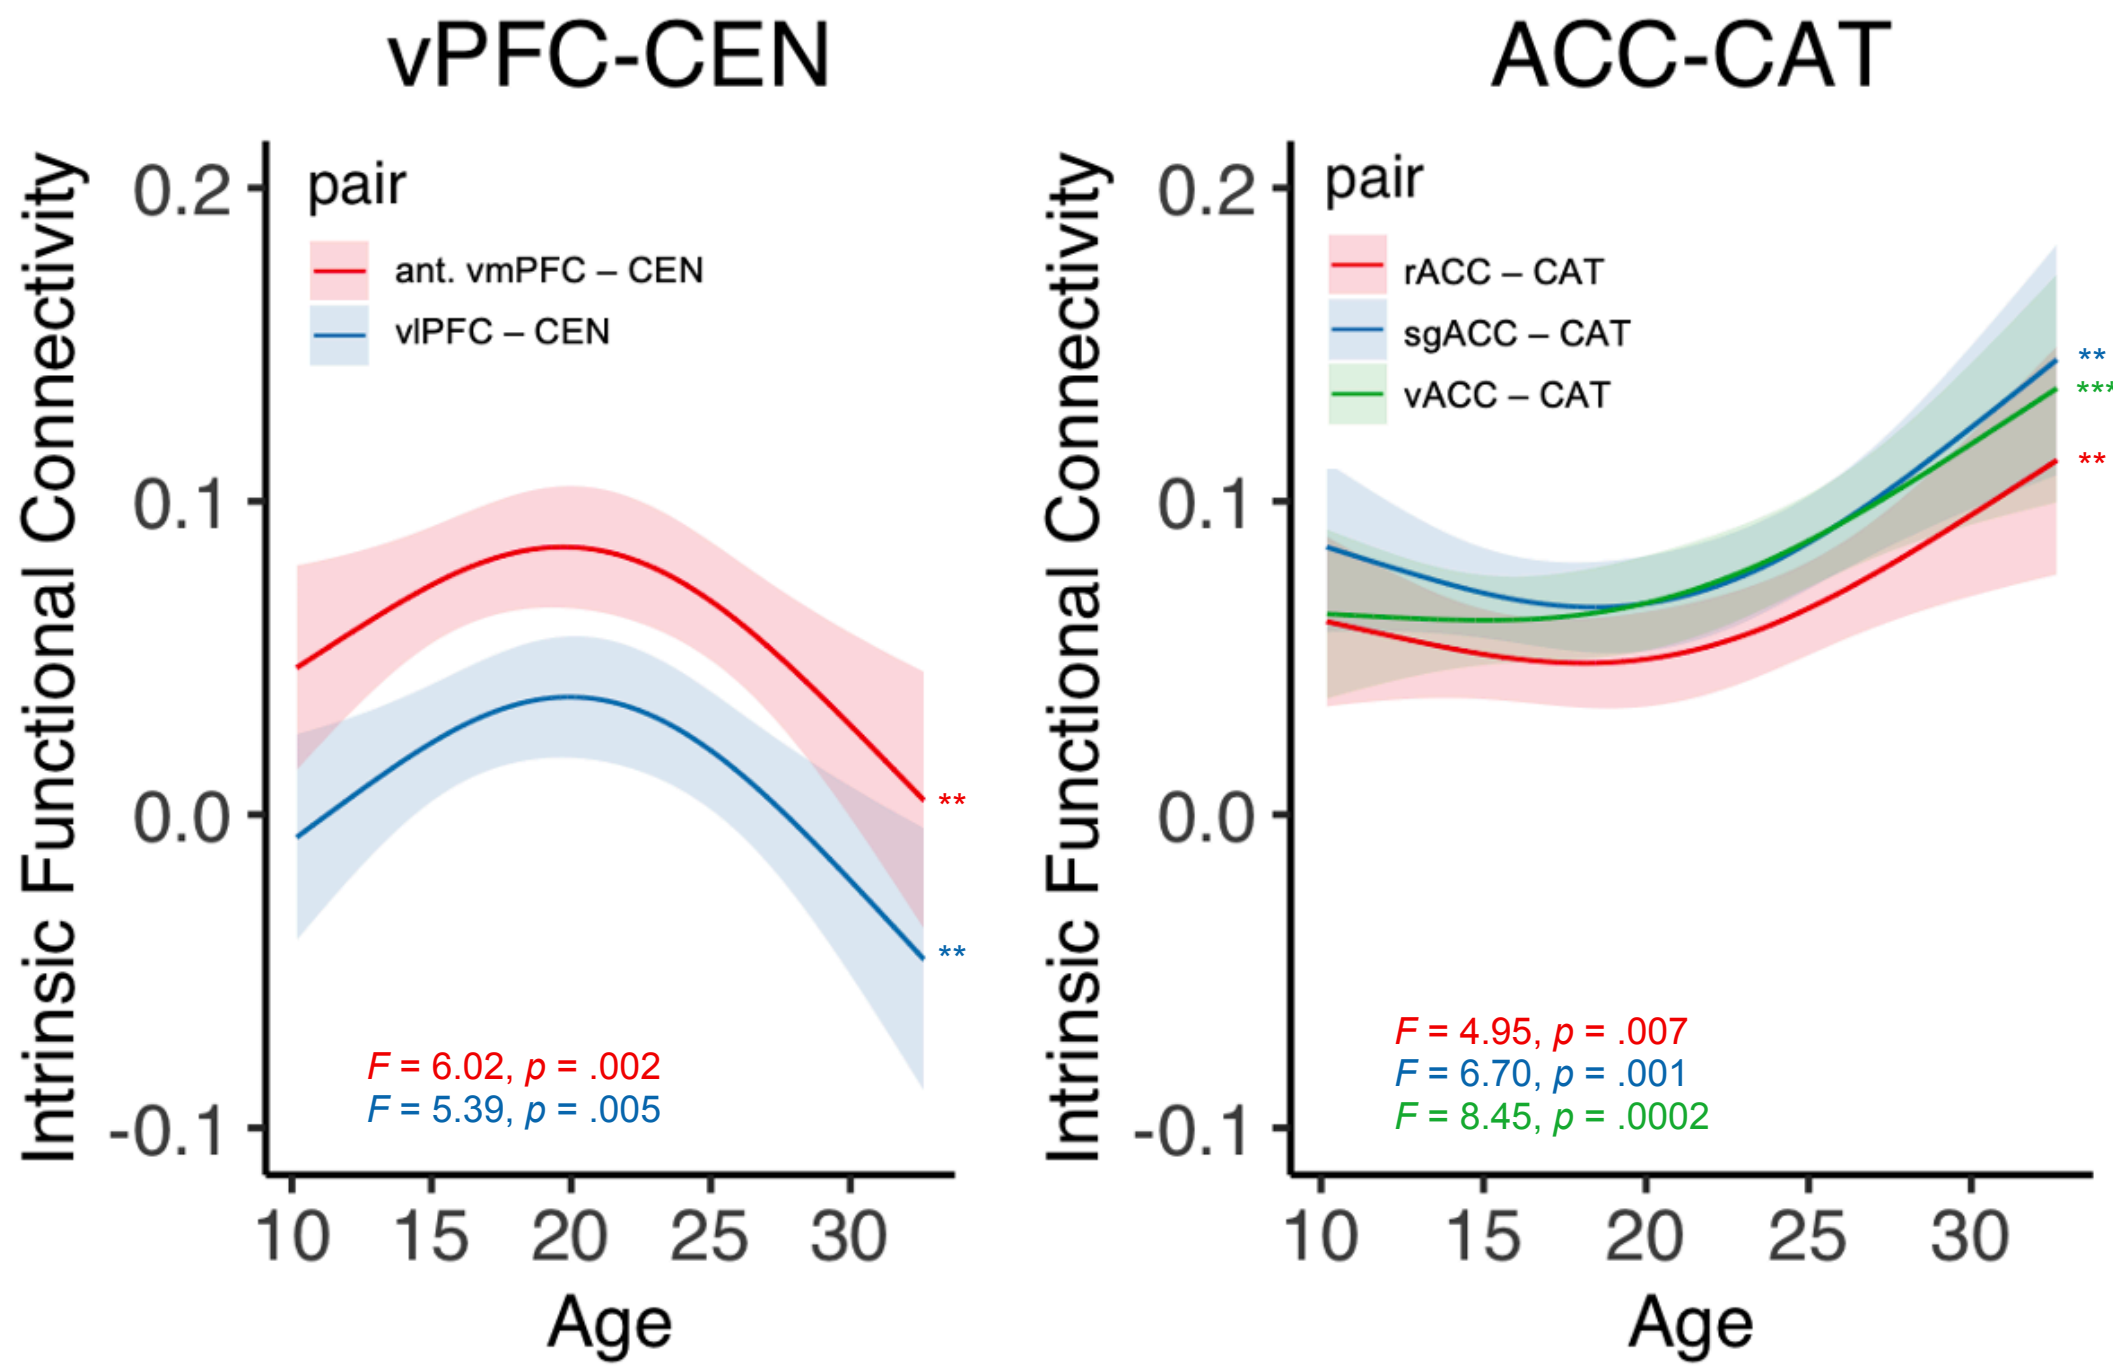 vPFC-CEN
Intrinsic Functional Connectivity
0.2
0.1
0.0
-0.1
pair
ant. vmPFC – CEN
vlPFC – CEN
**
**
F = 6.02, p = .002
F = 5.39, p = .005
10 15 20 25 30
Age
ACC-CAT
Intrinsic Functional Connectivity
0.2
0.1
0.0
-0.1
pair
rACC – CAT
sgACC – CAT
vACC – CAT
**
***
**
F = 4.95, p = .007
F = 6.70, p = .001
F = 8.45, p = .0002
10 15 20 25 30
Age